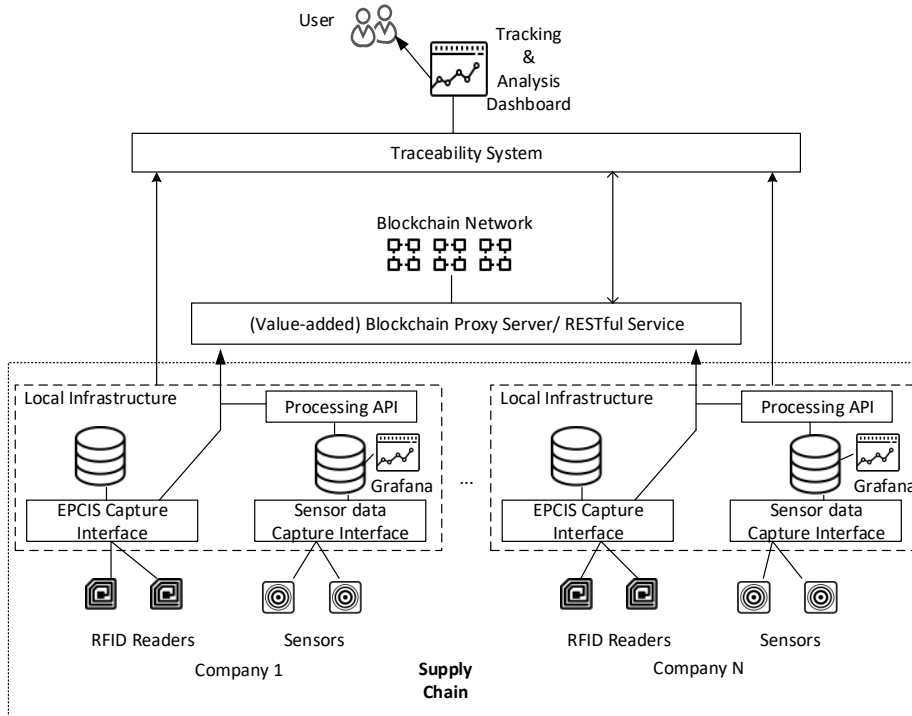 User
Tracking
&
Analysis
Dashboard
Traceability System
Blockchain Network
(Value-added) Blockchain Proxy Server/ RESTful Service
Local Infrastructure
Processing API
Grafana
EPCIS Capture
Interface
Sensor data
Capture Interface
RFID Readers
Sensors
Company 1
...
Local Infrastructure
Processing API
Grafana
EPCIS Capture
Interface
Sensor data
Capture Interface
RFID Readers
Sensors
Company N
Supply
Chain